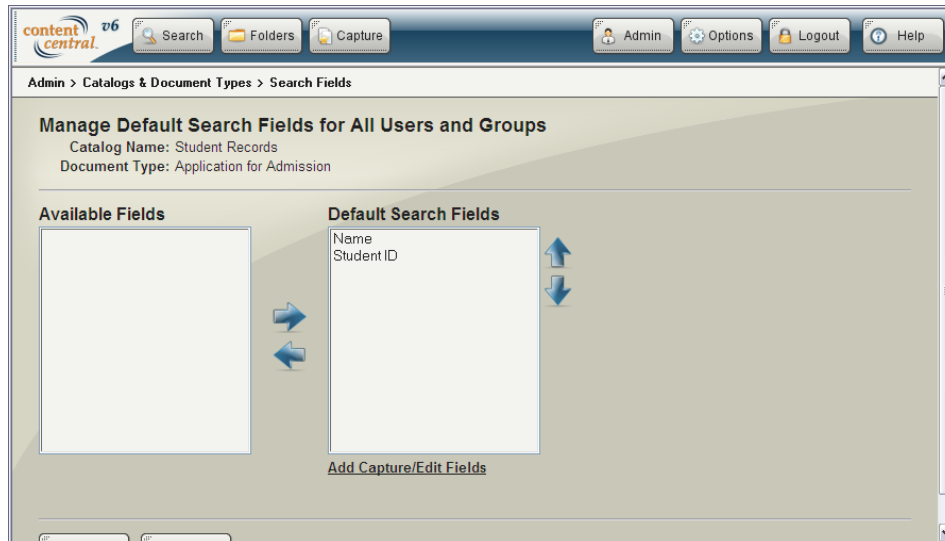 content central. v6
Search
Folders
Capture
Admin
Options
Logout
Help
Admin > Catalogs & Document Types > Search Fields
Manage Default Search Fields for All Users and Groups
Catalog Name: Student Records
Document Type: Application for Admission
Available Fields
Default Search Fields
Name
Student ID
Add Capture/Edit Fields